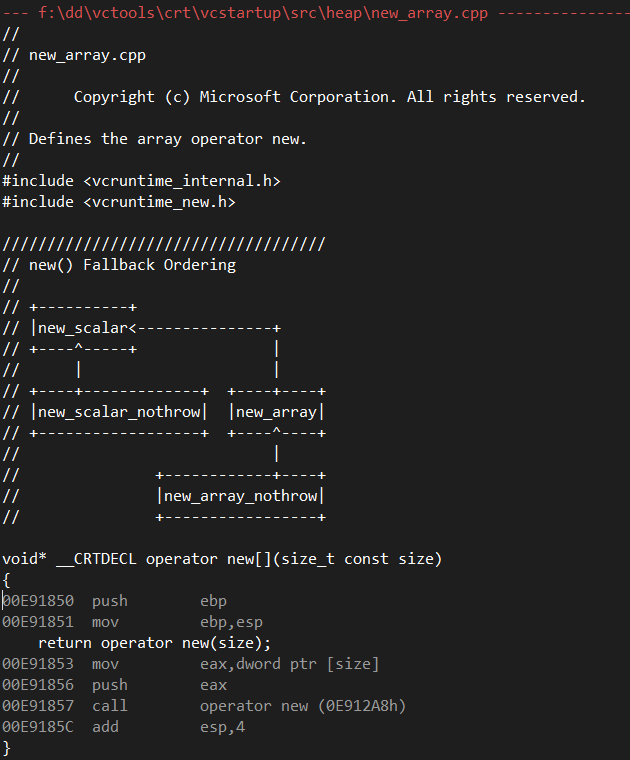 --- f:\dd\vctools\crt\vcstartup\src\heap\new_array.cpp ---------------
//
// new_array.cpp
//
//      Copyright (c) Microsoft Corporation. All rights reserved.
//
// Defines the array operator new.
//
#include <vcruntime_internal.h>
#include <vcruntime_new.h>

////////////////////////////////////
// new() Fallback Ordering
//
// +----------+
// |new_scalar<---------------+
// +----^-----+               |
//      |                     |
// +----+-------------+  +----+----+
// |new_scalar_nothrow|  |new_array|
// +------------------+  +----^----+
//                            |
//               +------------+----+
//               |new_array_nothrow|
//               +-----------------+

void* __CRTDECL operator new[](size_t const size)
{
00E91850  push        ebp
00E91851  mov         ebp,esp
    return operator new(size);
00E91853  mov         eax,dword ptr [size]
00E91856  push        eax
00E91857  call        operator new (0E912A8h)
00E9185C  add         esp,4
}